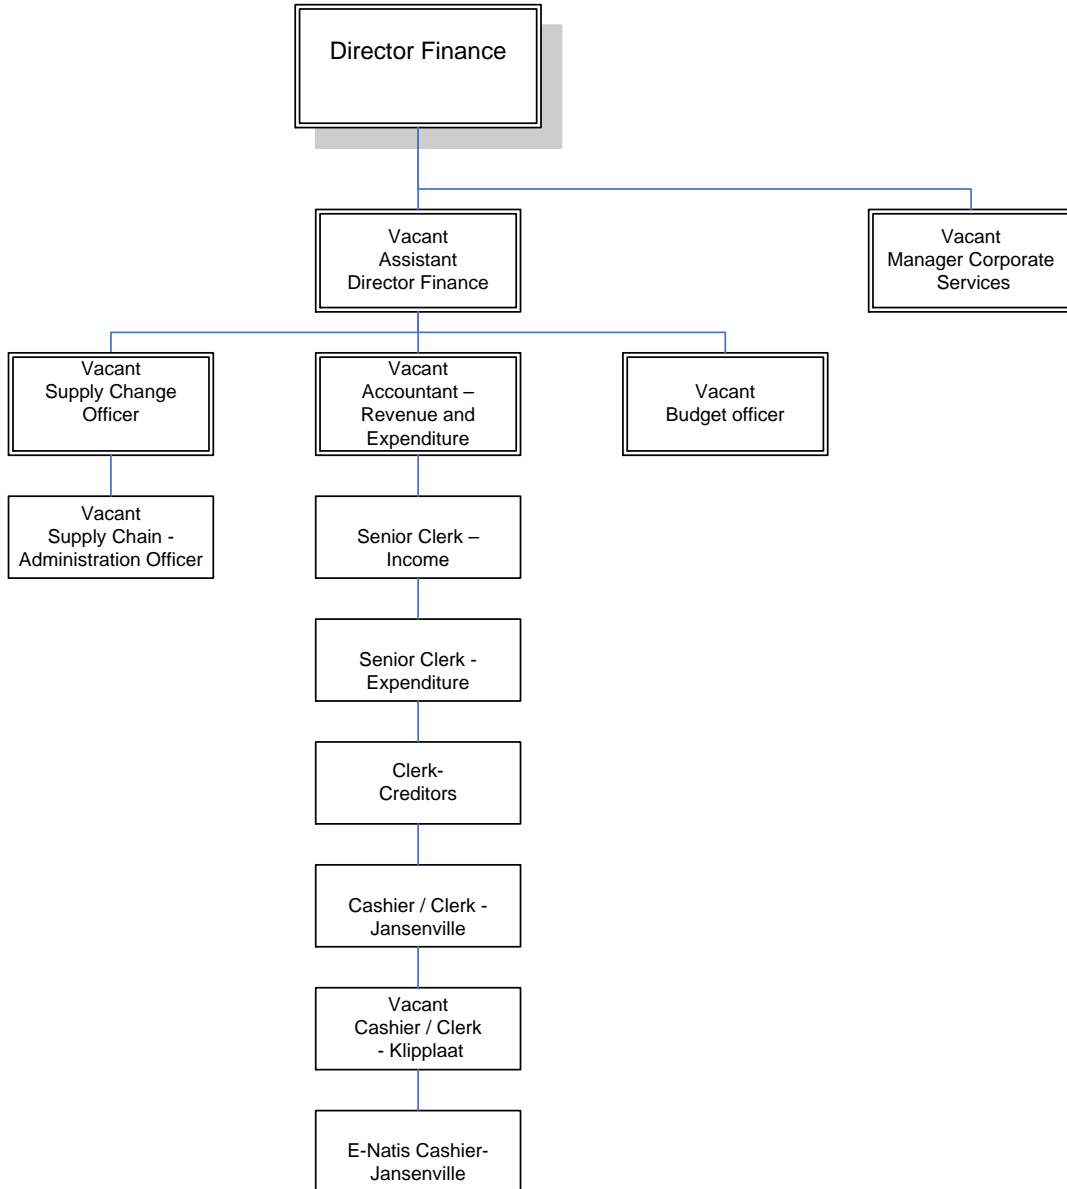 Director Finance
Vacant
Assistant
Director Finance
Vacant
Manager Corporate
Services
Vacant
Supply Change
Officer
Vacant
Accountant –
Revenue and
Expenditure
Vacant
Budget officer
Vacant
Supply Chain -
Administration Officer
Senior Clerk –
Income
Senior Clerk -
Expenditure
Clerk-
Creditors
Cashier / Clerk -
Jansenville
Vacant
Cashier / Clerk
- Klipplaat
E-Natis Cashier-
Jansenville